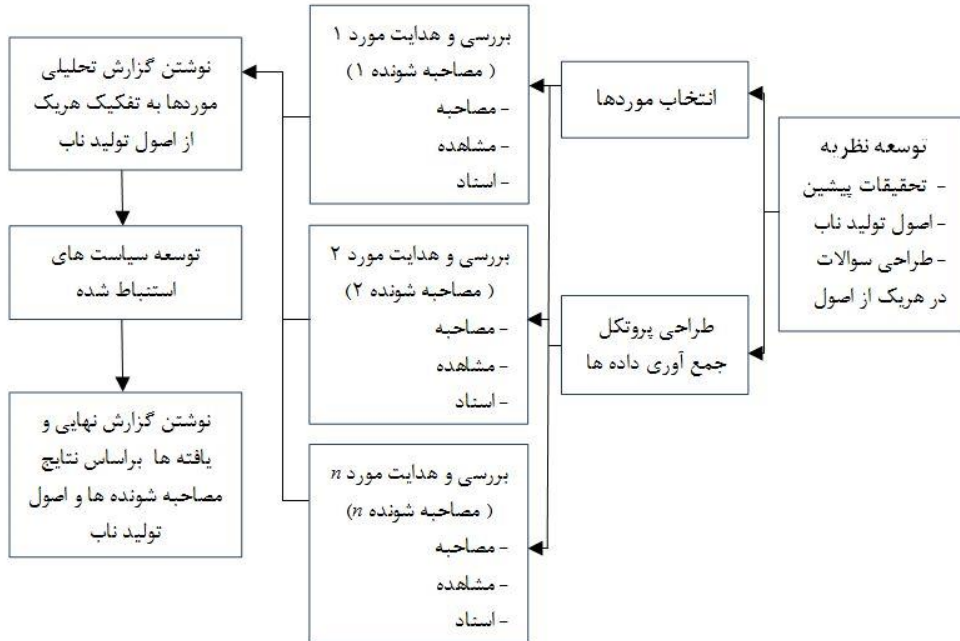 توسعه نظریه
- تحقیقات پیشین
- اصول تولید ناب
- طراحی سوالات
در هریک از اصول
انتخاب موردها
طراحی پروتکل
جمع آوری داده ها
بررسی و هدایت مورد ۱
( مصاحبه شونده ۱)
- مصاحبه
- مشاهده
- اسناد
بررسی و هدایت مورد ۲
( مصاحبه شونده ۲)
- مصاحبه
- مشاهده
- اسناد
بررسی و هدایت مورد n
( مصاحبه شونده n)
- مصاحبه
- مشاهده
- اسناد
نوشتن گزارش تحلیلی
موردها به تفکیک هریک
از اصول تولید ناب
توسعه سیاست های
استنباط شده
نوشتن گزارش نهایی و
یافته ها براساس نتایج
مصاحبه شونده ها و اصول
تولید ناب